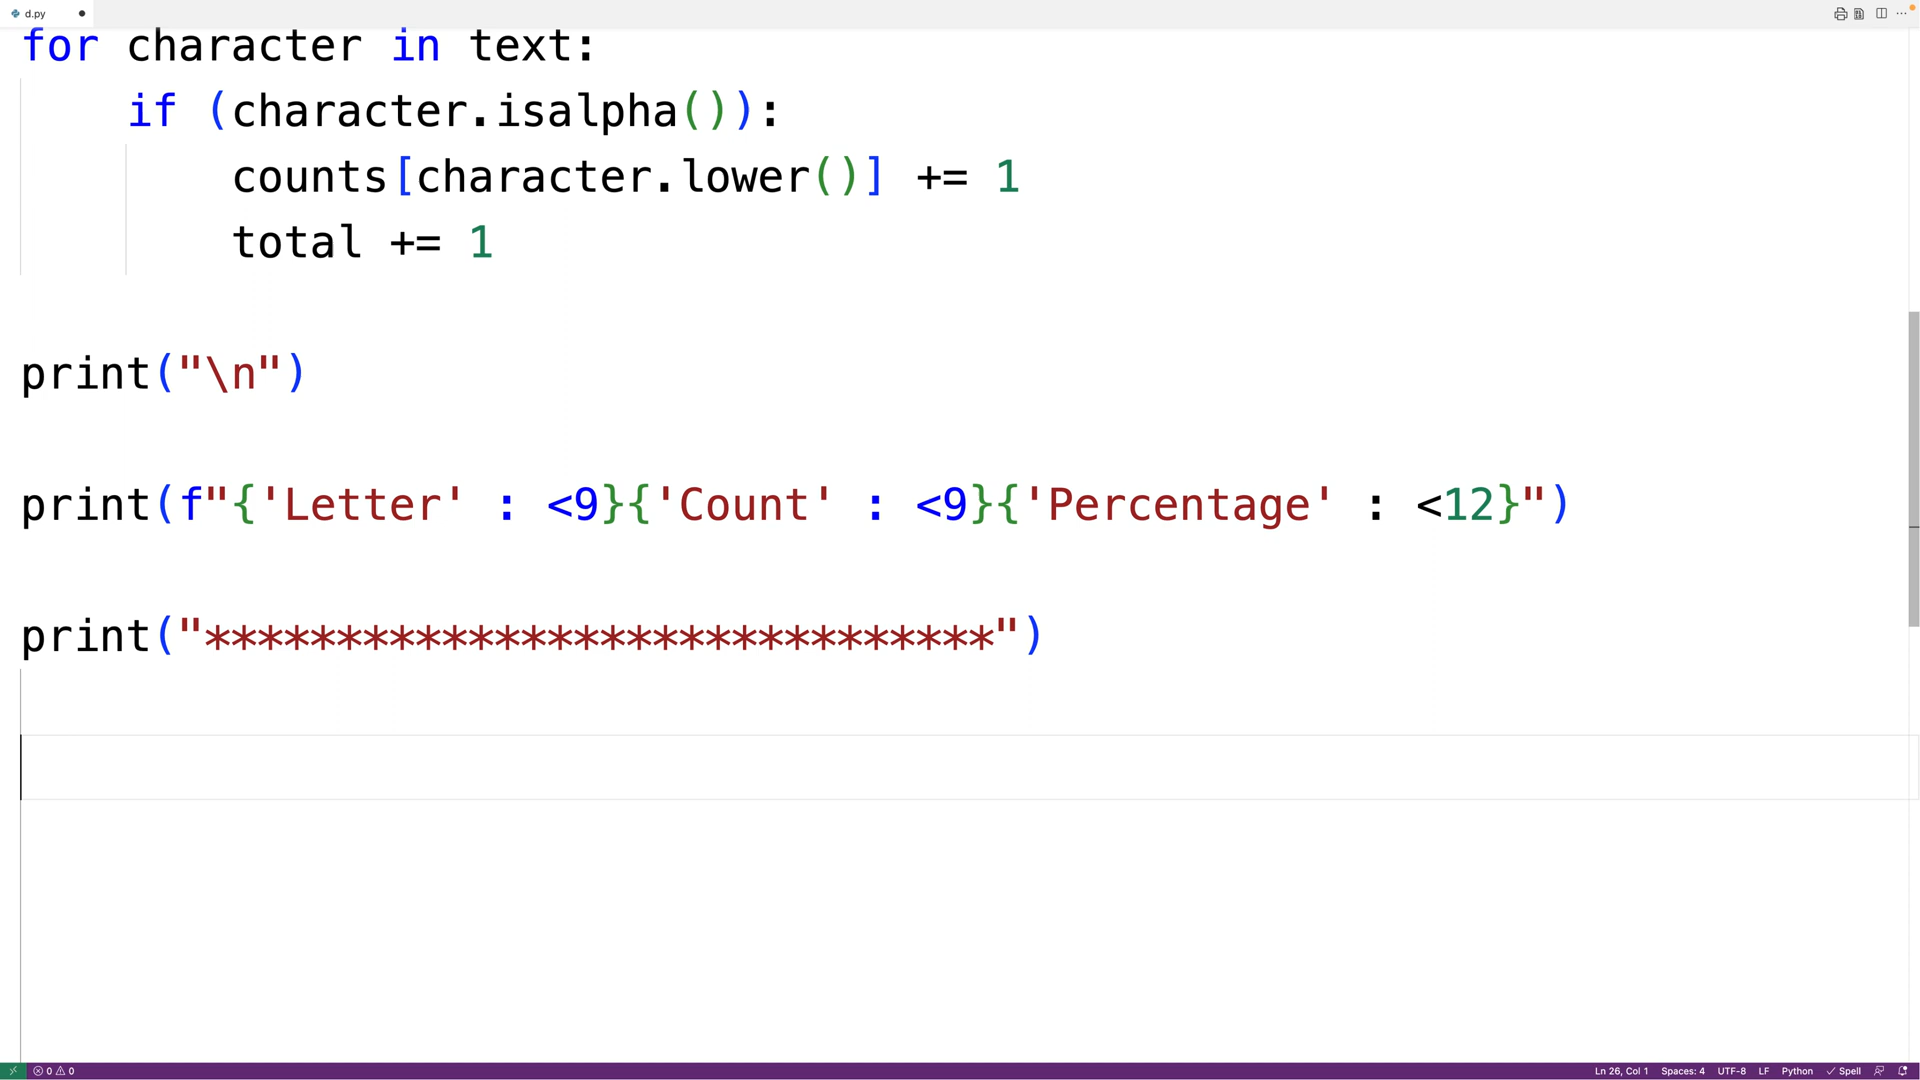 d.py
for character in text:
if (character.isalpha()):
counts[character.lower()] += 1
total += 1
print("\n")
print(f"{'Letter' : <9}{'Count' : <9}{'Percentage' : <12}")
print("******************************")
0 0 Ln 26, Col 1 Spaces: 4 UTF-8 LF Python Spell